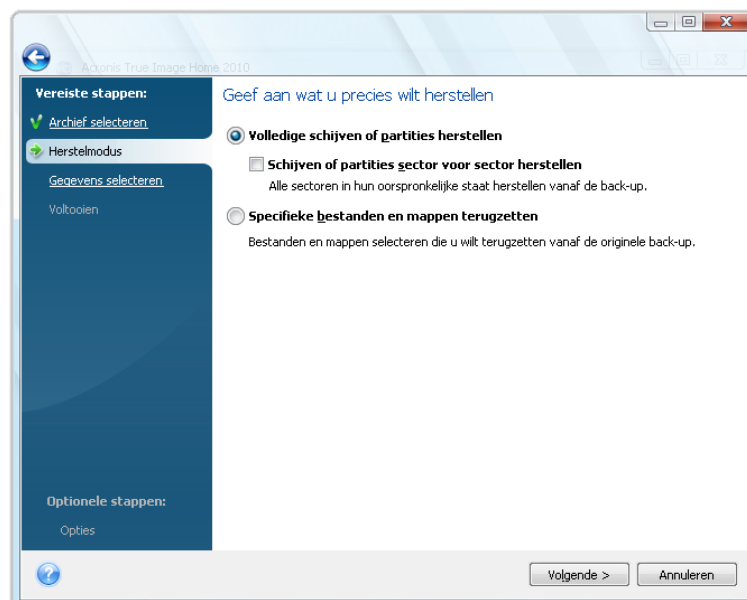 Acronis True Image Home 2010
Vereiste stappen:
Archief selecteren
Herstelmodus
Gegevens selecteren
Voltooien
Optionele stappen:
Opties
Geef aan wat u precies wilt herstellen
Volledige schijven of partities herstellen
Schijven of partities sector voor sector herstellen
Alle sectoren in hun oorspronkelijke staat herstellen vanaf de back-up.
Specifieke bestanden en mappen terugzetten
Bestanden en mappen selecteren die u wilt terugzetten vanaf de originele back-up.
Volgende >
Annuleren